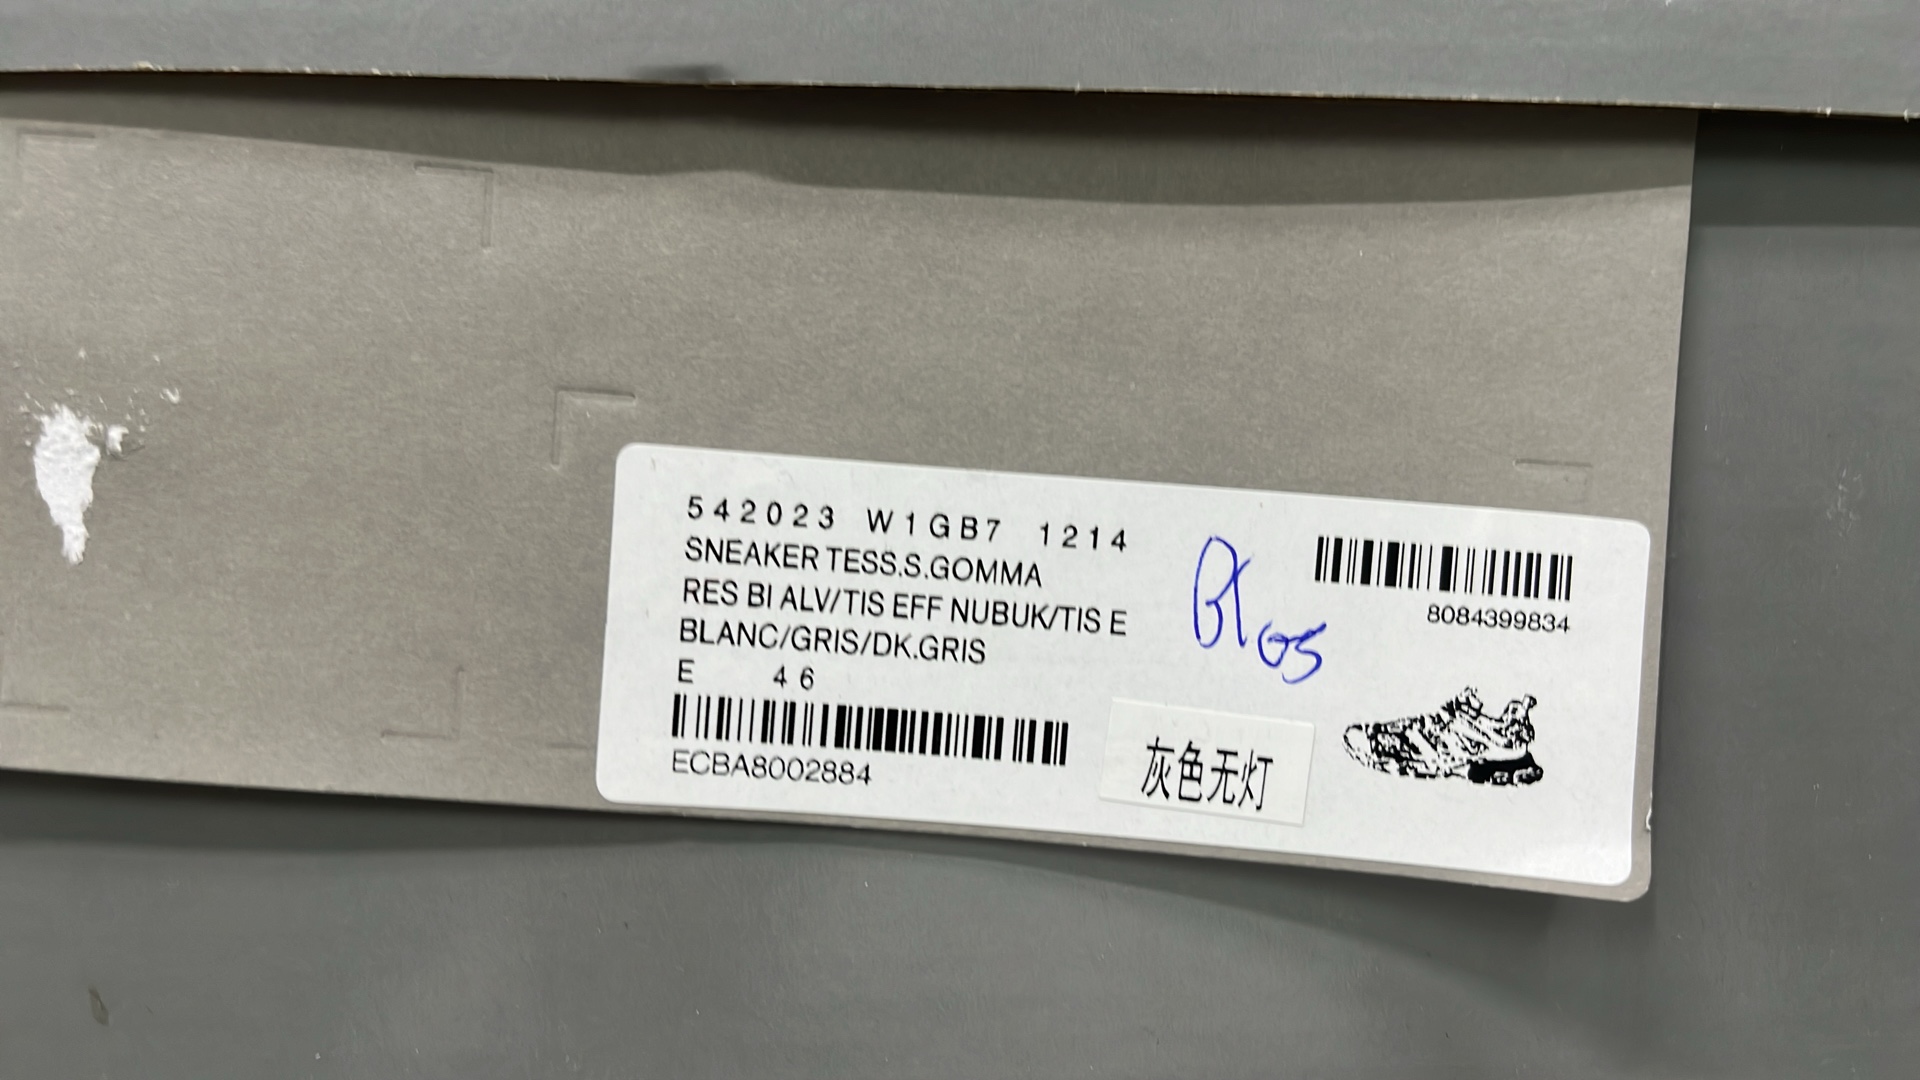 542023 W1GB7 1214
SNEAKER TESS.S.GOMMA
RES BI ALV/TIS EFF NUBUK/TIS E
BLANC/GRIS/DK.GRIS
E 46
ECBA8002884
8084399834
灰色无灯